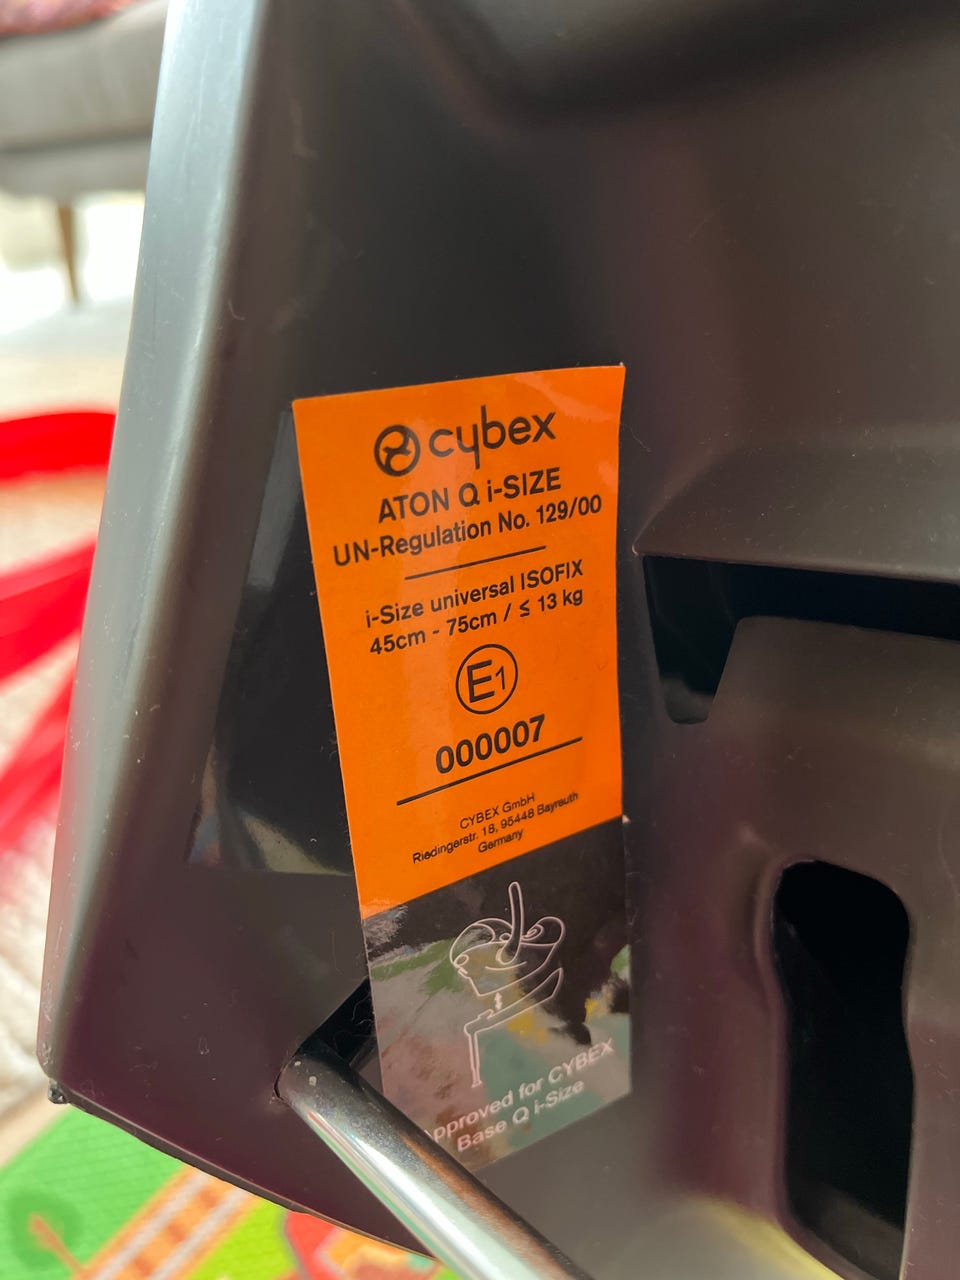 cybex
ATON Q i-SIZE
UN-Regulation No. 129/00
i-Size universal ISOFIX
45cm - 75cm / ≤ 13 kg
E1
000007
CYBEX GmbH
Riedingerstr. 18, 95448 Bayreuth
Germany
Approved for CYBEX
Base Q i-Size